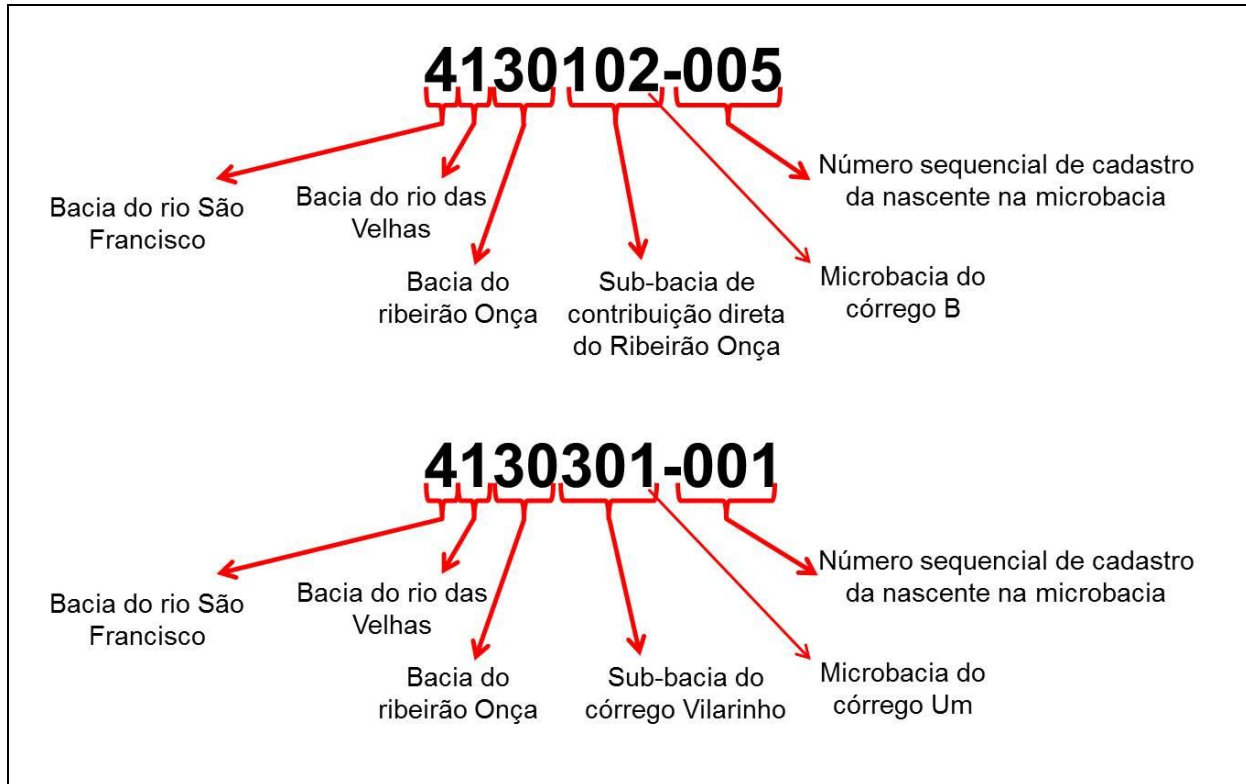 4130102-005
Bacia do rio São
Francisco
Bacia do rio das
Velhas
Bacia do
ribeirão Onça
Sub-bacia de
contribuição direta
do Ribeirão Onça
Número sequencial de cadastro
da nascente na microbacia
Microbacia do
córrego B
4130301-001
Bacia do rio São
Francisco
Bacia do rio das
Velhas
Bacia do
ribeirão Onça
Sub-bacia do
córrego Vilarinho
Número sequencial de cadastro
da nascente na microbacia
Microbacia do
córrego Um